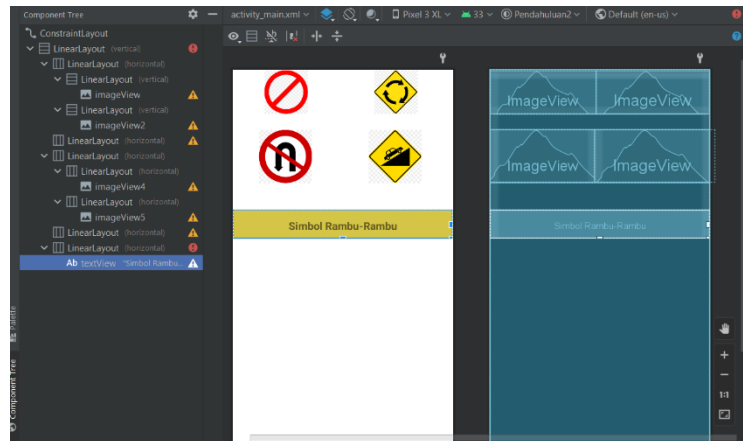 Component Tree
activity_main.xml
Pixel 3 XL
33
Pendahuluan2
Default (en-us)
ConstraintLayout
LinearLayout (vertical)
LinearLayout (horizontal)
LinearLayout (vertical)
imageView
LinearLayout (vertical)
imageView2
LinearLayout (horizontal)
LinearLayout (horizontal)
LinearLayout (horizontal)
imageView4
LinearLayout (horizontal)
imageView5
LinearLayout (horizontal)
LinearLayout (horizontal)
Ab textView "Simbol Rambu...
Simbol Rambu-Rambu
ImageView ImageView
ImageView ImageView
Simbol Rambu-Rambu
Palette
Component Tree
1:1